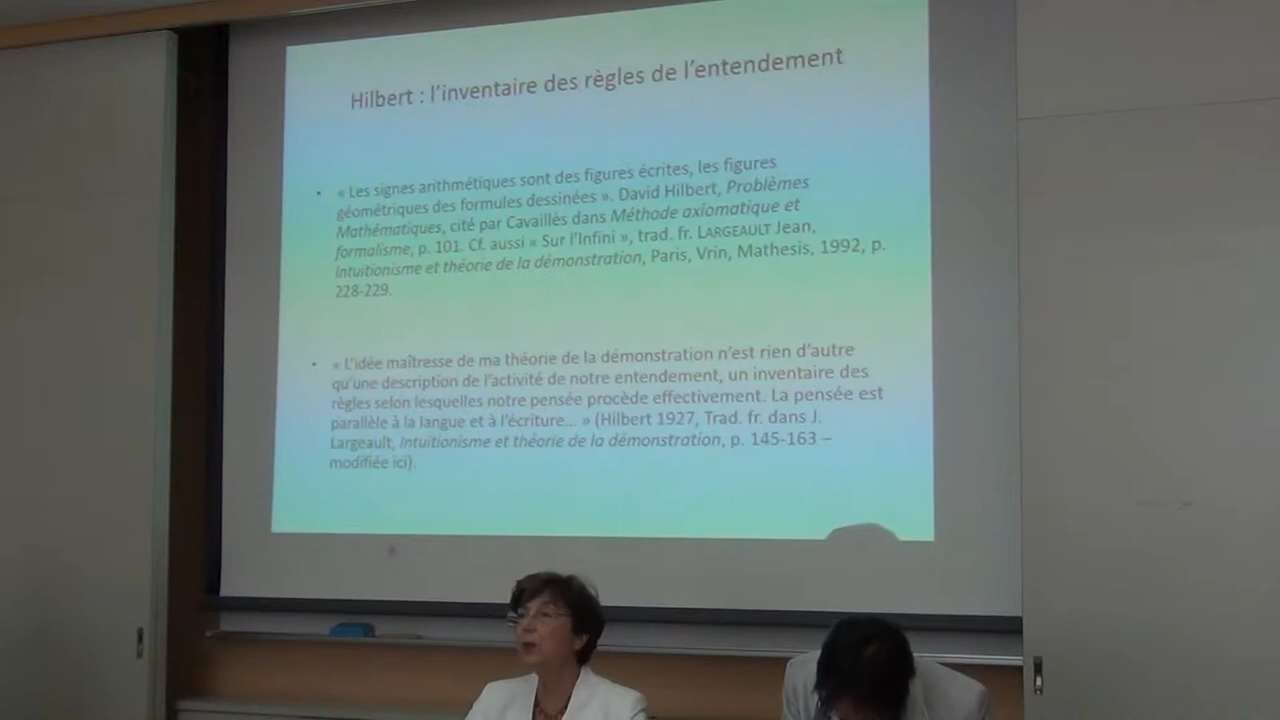 Hilbert : l’inventaire des règles de l’entendement
• « Les signes arithmétiques sont des figures écrites, les figures
géométriques des formules dessinées ». David Hilbert, Problèmes
Mathématiques, cité par Cavaillès dans Méthode axiomatique et
formalisme, p. 101. Cf. aussi « Sur l’Infini », trad. fr. LARGEAULT Jean,
Intuitionisme et théorie de la démonstration, Paris, Vrin, Mathesis, 1992, p.
228-229.
• « L’idée maîtresse de ma théorie de la démonstration n’est rien d’autre
qu’une description de l’activité de notre entendement, un inventaire des
règles selon lesquelles notre pensée procède effectivement. La pensée est
parallèle à la langue et à l’écriture... » (Hilbert 1927, Trad. fr. dans J.
Largeault, Intuitionisme et théorie de la démonstration, p. 145-163 –
modifiée ici).